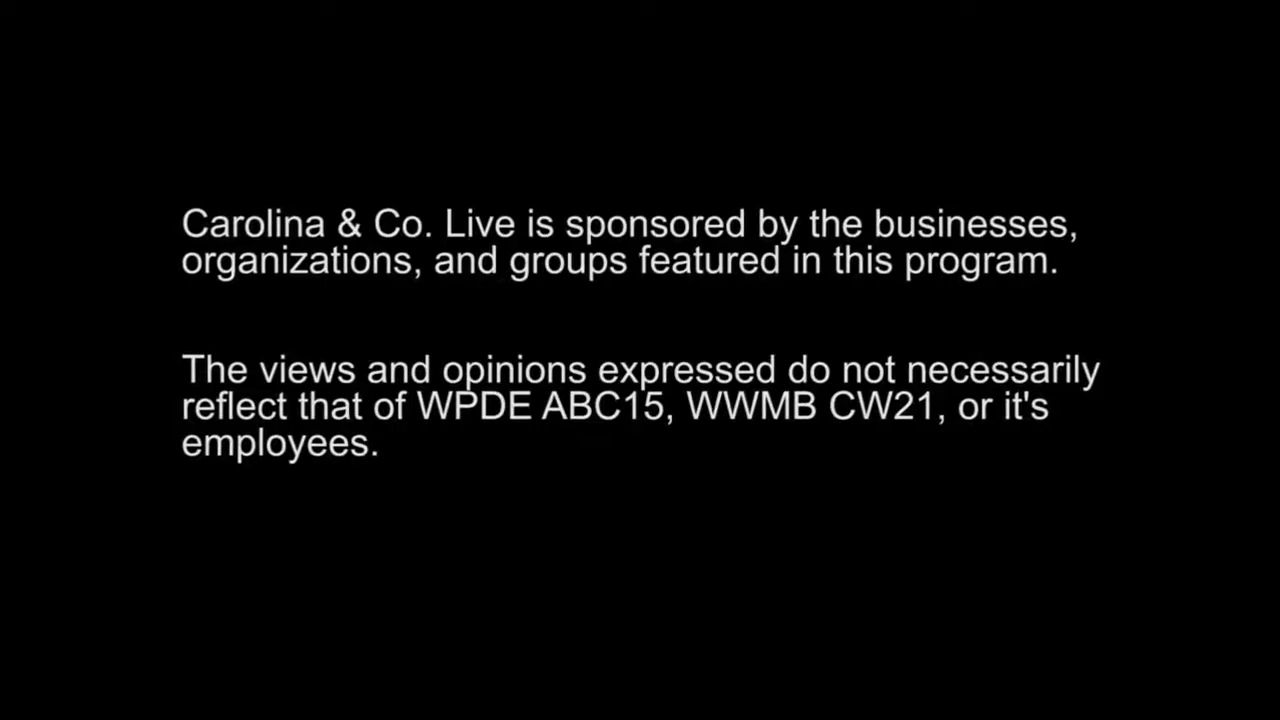 Carolina & Co. Live is sponsored by the businesses,
organizations, and groups featured in this program.
The views and opinions expressed do not necessarily
reflect that of WPDE ABC15, WWMB CW21, or it's
employees.